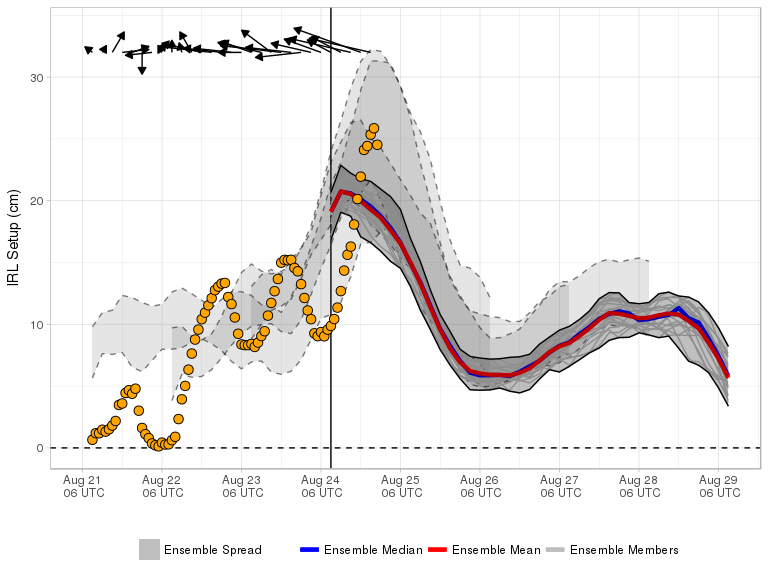 30
20
10
0
IRL Setup (cm)
Aug 21
06 UTC
Aug 22
06 UTC
Aug 23
06 UTC
Aug 24
06 UTC
Aug 25
06 UTC
Aug 26
06 UTC
Aug 27
06 UTC
Aug 28
06 UTC
Aug 29
06 UTC
Ensemble Spread
Ensemble Median
Ensemble Mean
Ensemble Members